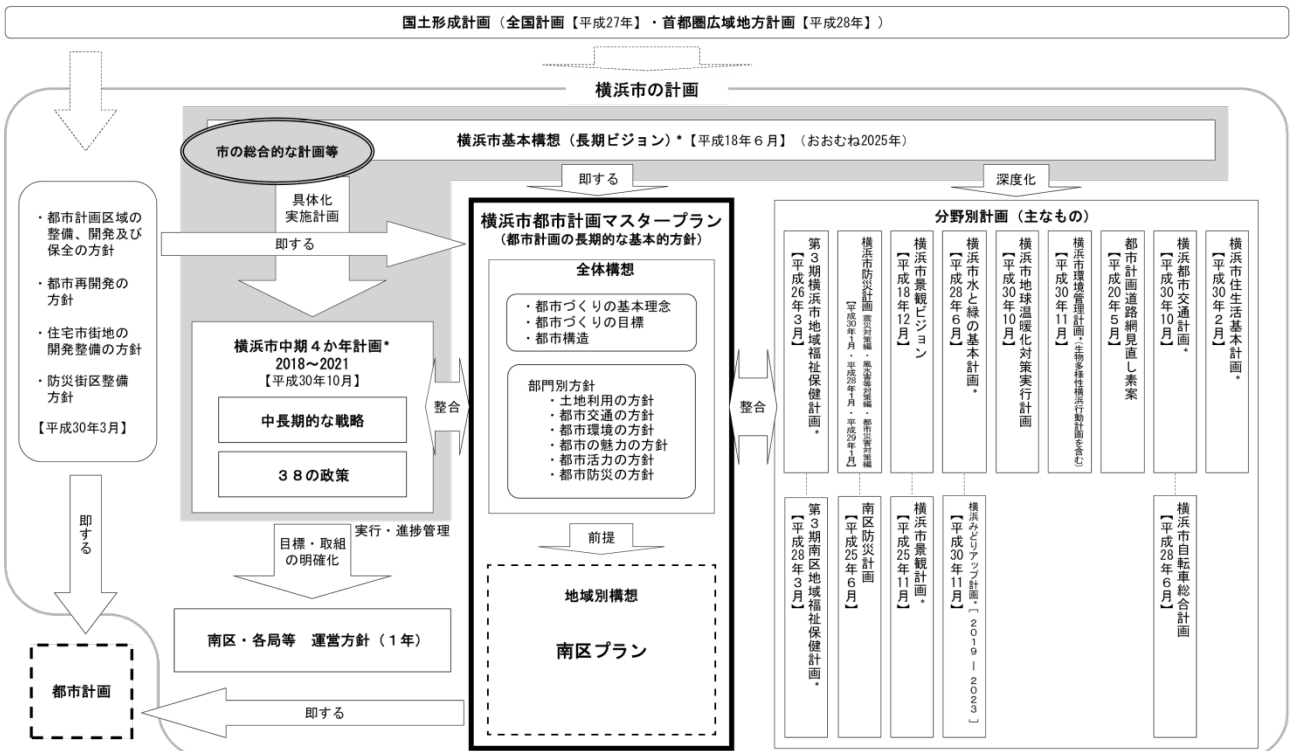 国土形成計画（全国計画【平成27年】・首都圏広域地方計画【平成28年】）
横浜市の計画
横浜市基本構想（長期ビジョン）*【平成18年６月】（おおむね2025年）
市の総合的な計画等
即する
深度化
具体化
実施計画
・都市計画区域の
整備、開発及び
保全の方針
・都市再開発の
方針
・住宅市街地の
開発整備の方針
・防災街区整備
方針
【平成30年3月】
即する
横浜市中期４か年計画*
2018～2021
【平成30年10月】
中長期的な戦略
３８の政策
整合
実行・進捗管理
目標・取組
の明確化
南区・各局等　運営方針（１年）
即する
都市計画
即する
横浜市都市計画マスタープラン
（都市計画の長期的な基本的方針）
全体構想
・都市づくりの基本理念
・都市づくりの目標
・都市構造
部門別方針
・土地利用の方針
・都市交通の方針
・都市環境の方針
・都市の魅力の方針
・都市活力の方針
・都市防災の方針
前提
地域別構想
南区プラン
整合
分野別計画（主なもの）
第３期横浜市地域福祉保健計画*
【平成26年３月】
横浜市防災計画 震災対策編・風水害等対策編・都市災害対策編
【平成30年1月・平成28年1月・平成29年1月】
横浜市景観ビジョン
【平成18年12月】
横浜市水と緑の基本計画*
【平成28年６月】
横浜市地球温暖化対策実行計画
【平成30年10月】
横浜市環境管理計画*（生物多様性横浜行動計画を含む）
【平成30年11月】
都市計画道路網見直し素案
【平成20年５月】
横浜都市交通計画*
【平成30年10月】
横浜市住生活基本計画*
【平成30年２月】
第３期南区地域福祉保健計画*
【平成28年３月】
南区防災計画
【平成25年６月】
横浜市景観計画*
【平成25年11月】
横浜みどりアップ計画*［２０１９ー２０２３］
【平成30年11月】
横浜市自転車総合計画
【平成28年６月】